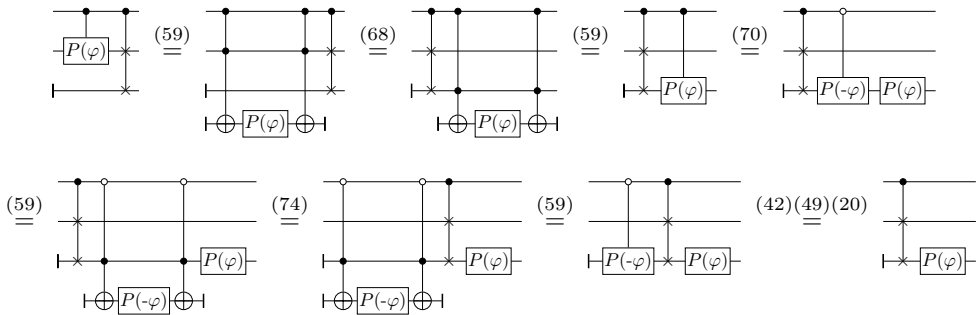 P(φ) (59) = (68) = (59) = (70) =
P(φ) P(-φ) P(φ)
P(φ) P(φ)
(59) = (74) = (59) = (42)(49)(20) =
P(φ) P(φ) P(-φ) P(φ) P(φ)
P(-φ) P(-φ)